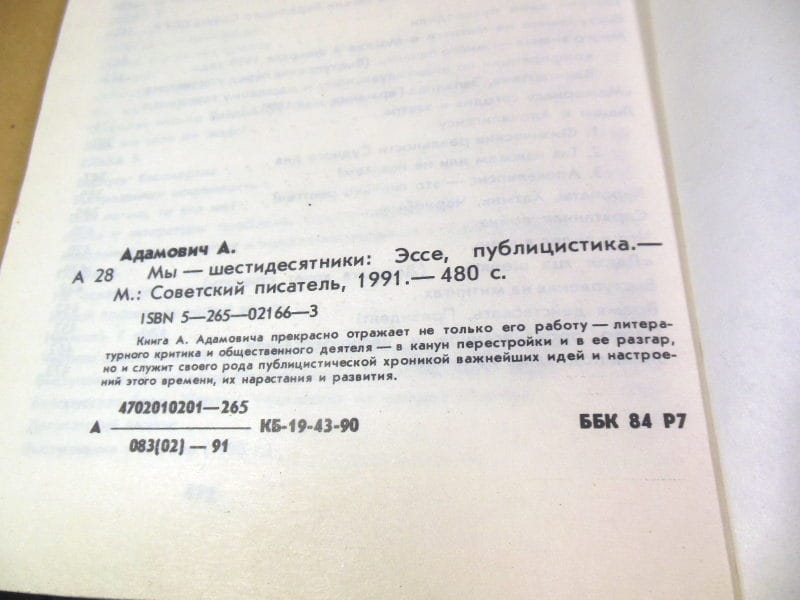 Адамович А.
А 28 Мы — шестидесятники: Эссе, публицистика.—
М.: Советский писатель, 1991.— 480 с.
ISBN 5—265—02166—3
Книга А. Адамовича прекрасно отражает не только его работу — литера-
турного критика и общественного деятеля — в канун перестройки и в ее разгар,
но и служит своего рода публицистической хроникой важнейших идей и настрое-
ний этого времени, их нарастания и развития.
4702010201—265
А КБ-19-43-90 ББК 84 Р7
083(02) — 91